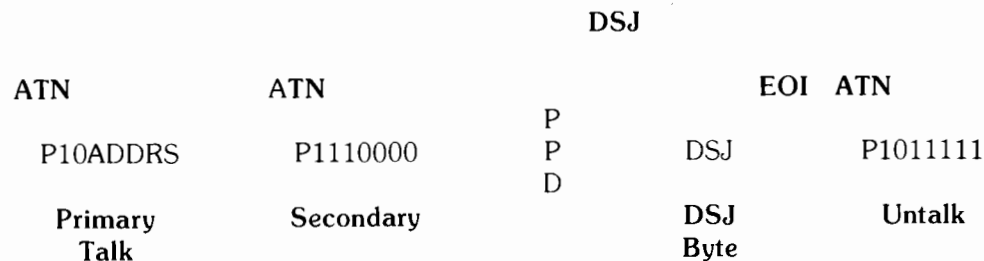 DSJ
ATN ATN EOI ATN
P
P10ADDRS P1110000 P DSJ P1011111
D
Primary Secondary DSJ Untalk
Talk Byte